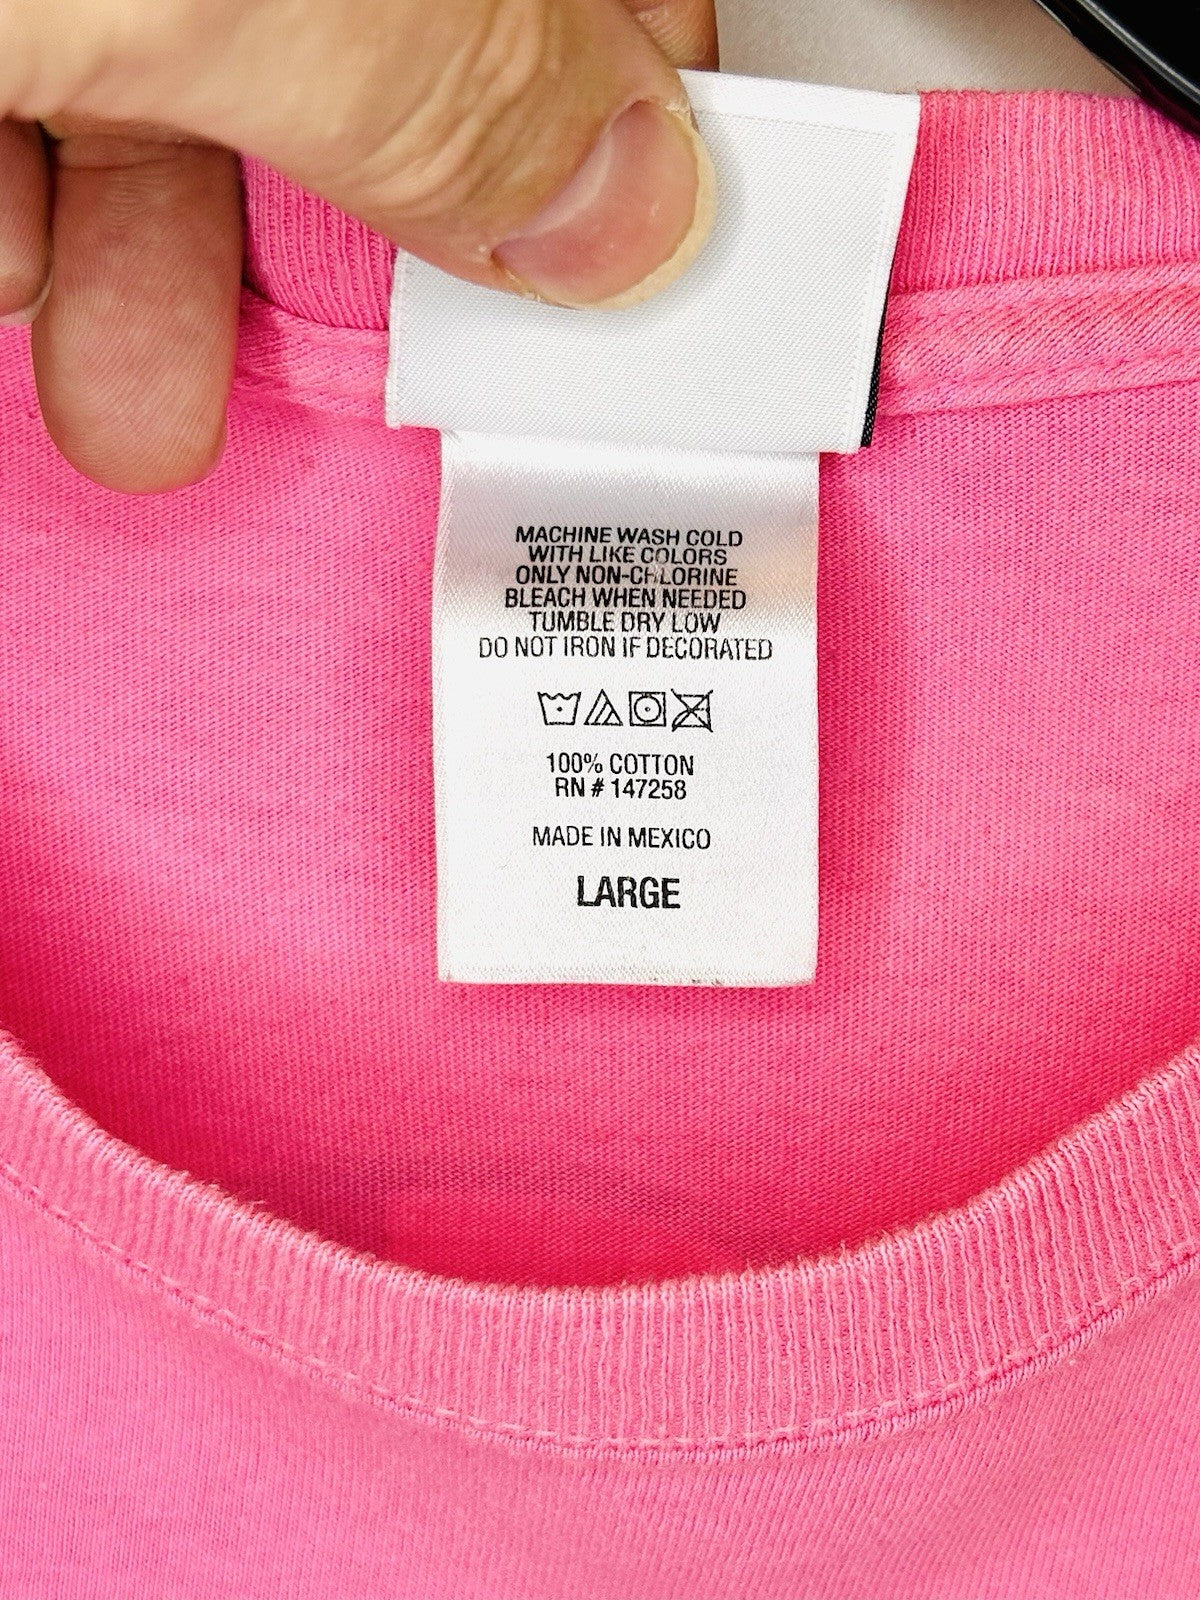 MACHINE WASH COLD
WITH LIKE COLORS
ONLY NON-CHLORINE
BLEACH WHEN NEEDED
TUMBLE DRY LOW
DO NOT IRON IF DECORATED
100% COTTON
RN # 147258
MADE IN MEXICO
LARGE